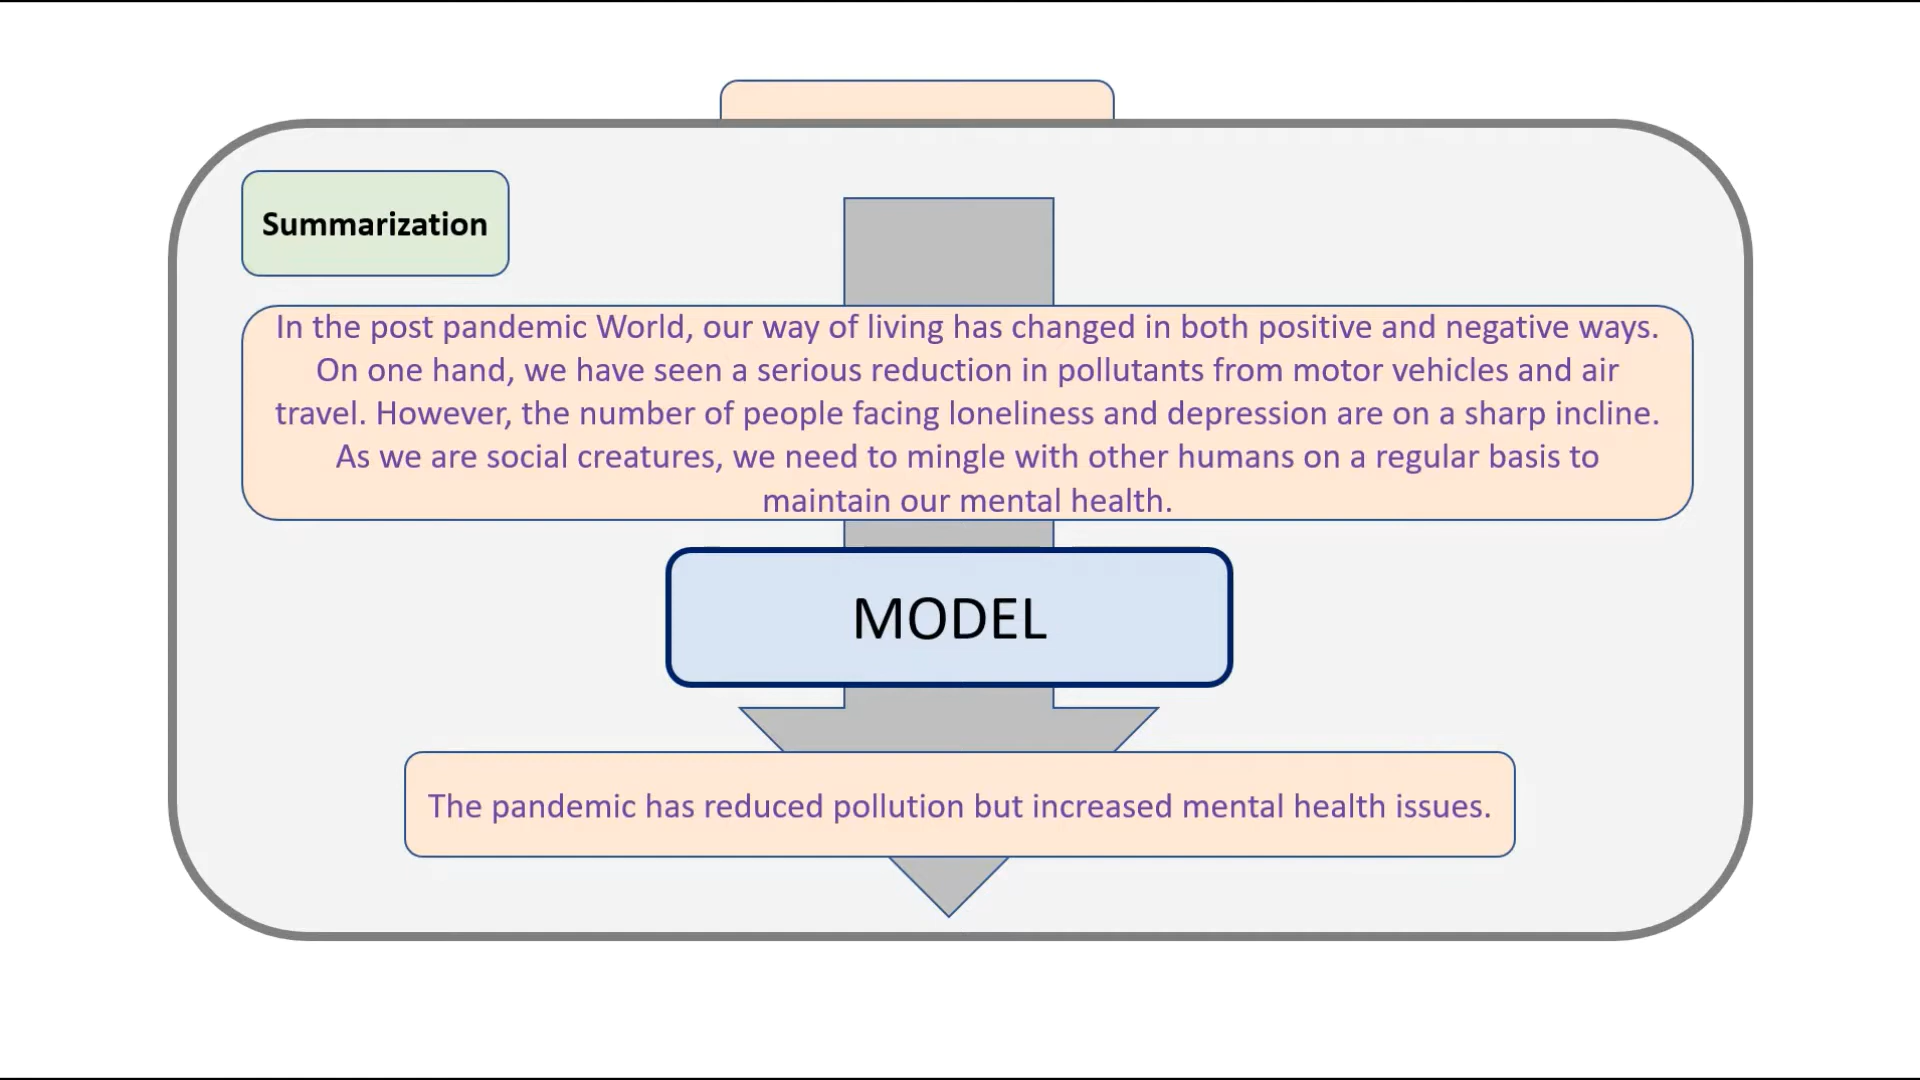 Summarization
In the post pandemic World, our way of living has changed in both positive and negative ways.
On one hand, we have seen a serious reduction in pollutants from motor vehicles and air
travel. However, the number of people facing loneliness and depression are on a sharp incline.
As we are social creatures, we need to mingle with other humans on a regular basis to
maintain our mental health.
MODEL
The pandemic has reduced pollution but increased mental health issues.